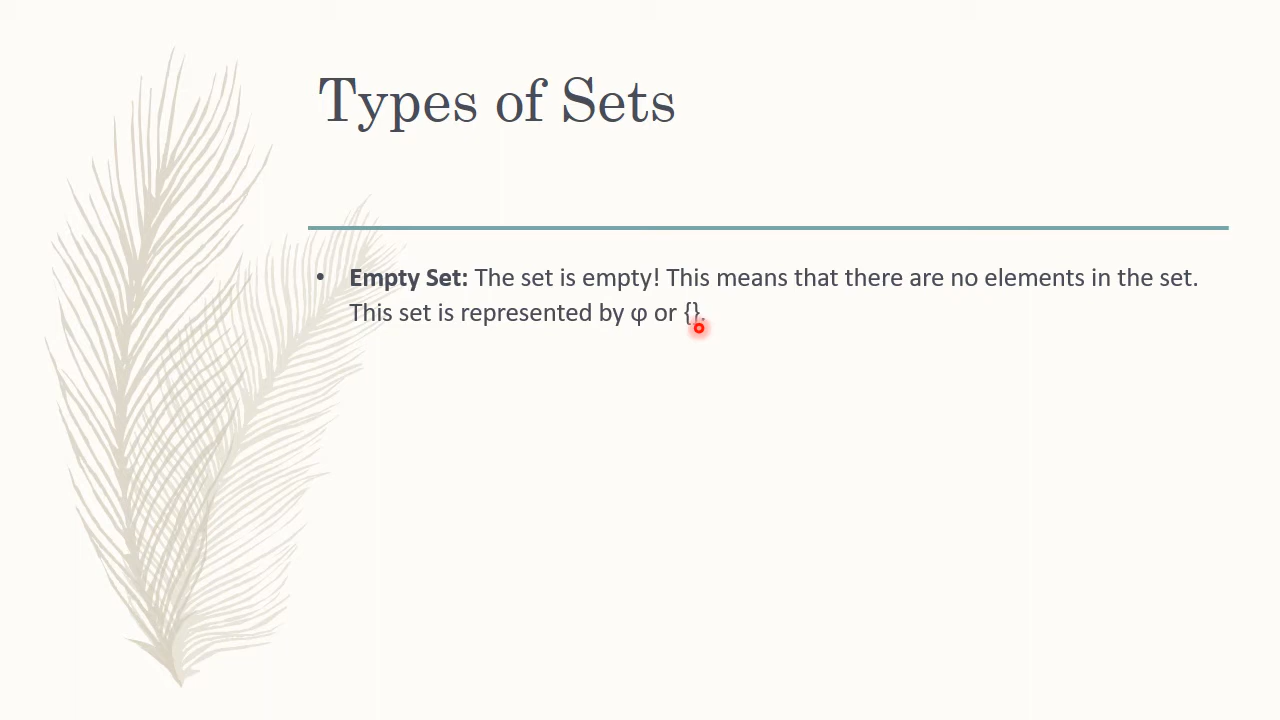 Types of Sets
• Empty Set: The set is empty! This means that there are no elements in the set.
This set is represented by φ or {}.